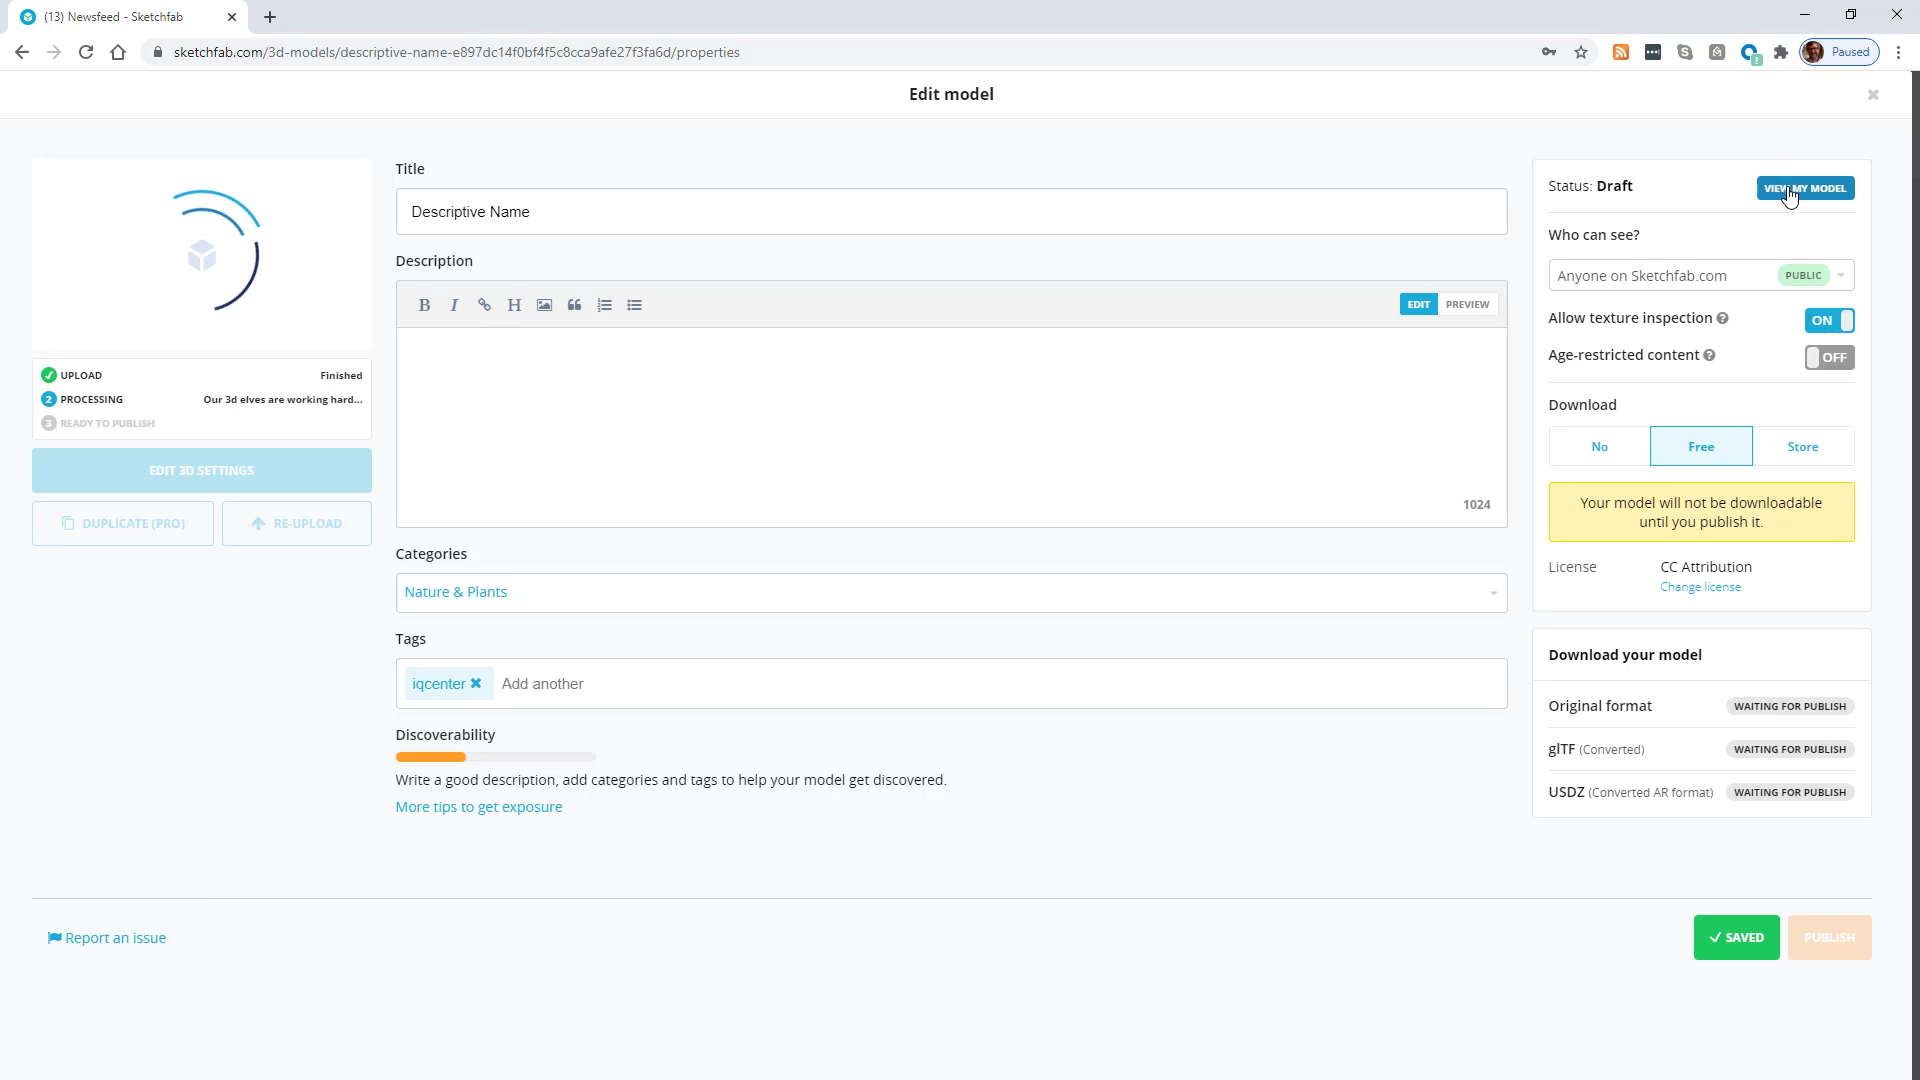 (13) Newsfeed - Sketchfab
sketchfab.com/3d-models/descriptive-name-e897dc14f0bf4f5c8cca9afe27f3fa6d/properties
Paused
Edit model
Title
Descriptive Name
Description
B I H
EDIT PREVIEW
1024
UPLOAD Finished
2 PROCESSING Our 3d elves are working hard...
3 READY TO PUBLISH
EDIT 3D SETTINGS
DUPLICATE (PRO) RE-UPLOAD
Categories
Nature & Plants
Tags
iqcenter Add another
Discoverability
Write a good description, add categories and tags to help your model get discovered.
More tips to get exposure
Status: Draft VIEW MY MODEL
Who can see?
Anyone on Sketchfab.com PUBLIC
Allow texture inspection ? ON
Age-restricted content ? OFF
Download
No Free Store
Your model will not be downloadable
until you publish it.
License CC Attribution
Change license
Download your model
Original format WAITING FOR PUBLISH
glTF (Converted) WAITING FOR PUBLISH
USDZ (Converted AR format) WAITING FOR PUBLISH
Report an issue
SAVED PUBLISH